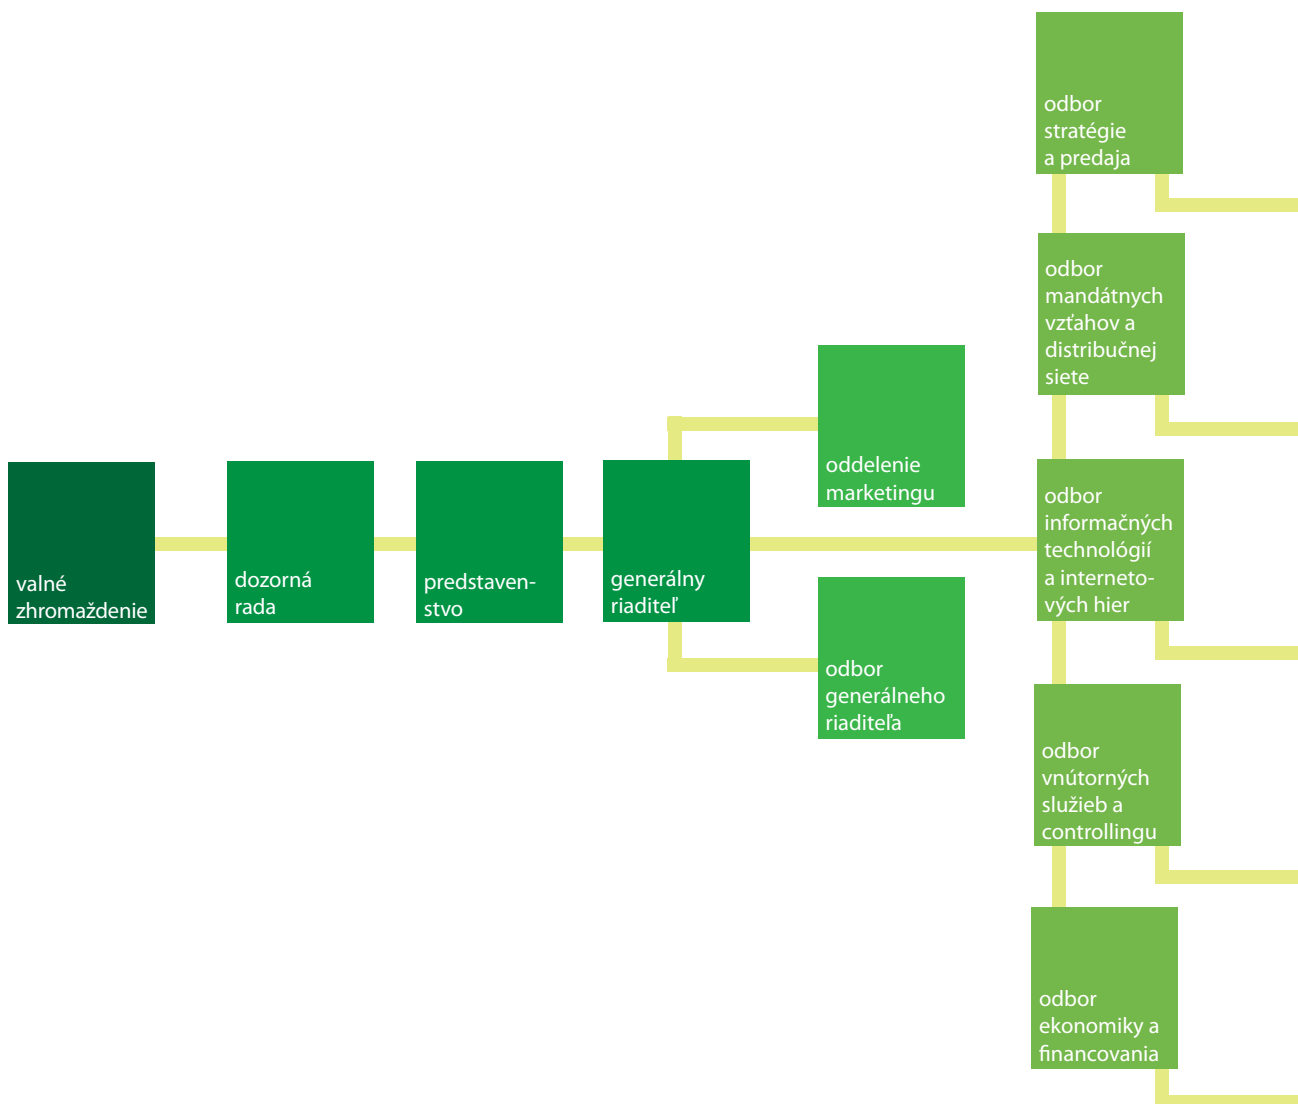 valné
zhromaždenie
dozorná
rada
predstaven-
stvo
generálny
riaditeľ
oddelenie
marketingu
odbor
generálneho
riaditeľa
odbor
stratégie
a predaja
odbor
mandátnych
vzťahov a
distribučnej
siete
odbor
informačných
technológií
a interneto-
vých hier
odbor
vnútorných
služieb a
controllingu
odbor
ekonomiky a
financovania